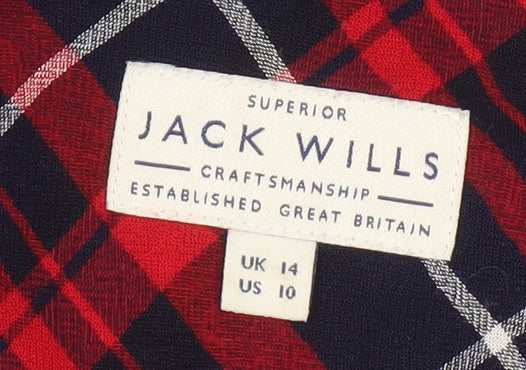 SUPERIOR
JACK WILLS
CRAFTSMANSHIP
ESTABLISHED GREAT BRITAIN
UK 14
US 10